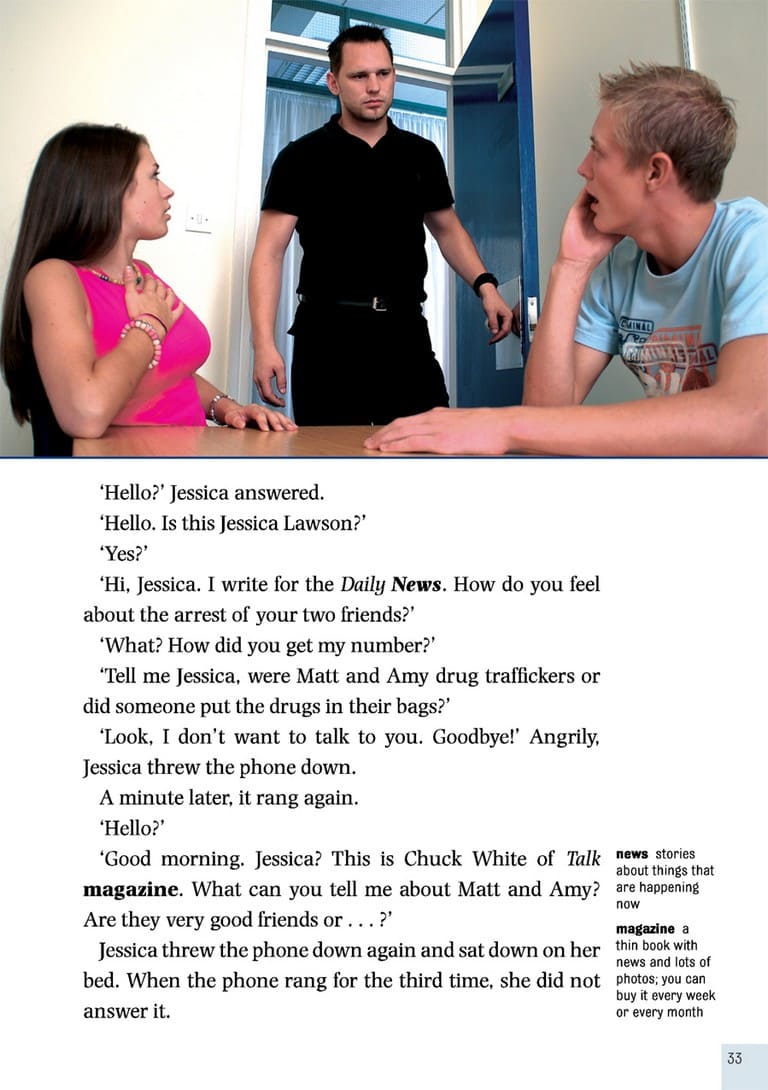 CRIMINAL
‘Hello?’ Jessica answered.
‘Hello. Is this Jessica Lawson?’
‘Yes?’
‘Hi, Jessica. I write for the Daily News. How do you feel
about the arrest of your two friends?’
‘What? How did you get my number?’
‘Tell me Jessica, were Matt and Amy drug traffickers or
did someone put the drugs in their bags?’
‘Look, I don’t want to talk to you. Goodbye!’ Angrily,
Jessica threw the phone down.
A minute later, it rang again.
‘Hello?’
‘Good morning. Jessica? This is Chuck White of Talk
magazine. What can you tell me about Matt and Amy?
Are they very good friends or . . . ?’
Jessica threw the phone down again and sat down on her
bed. When the phone rang for the third time, she did not
answer it.
news stories
about things that
are happening
now
magazine a
thin book with
news and lots of
photos; you can
buy it every week
or every month
33